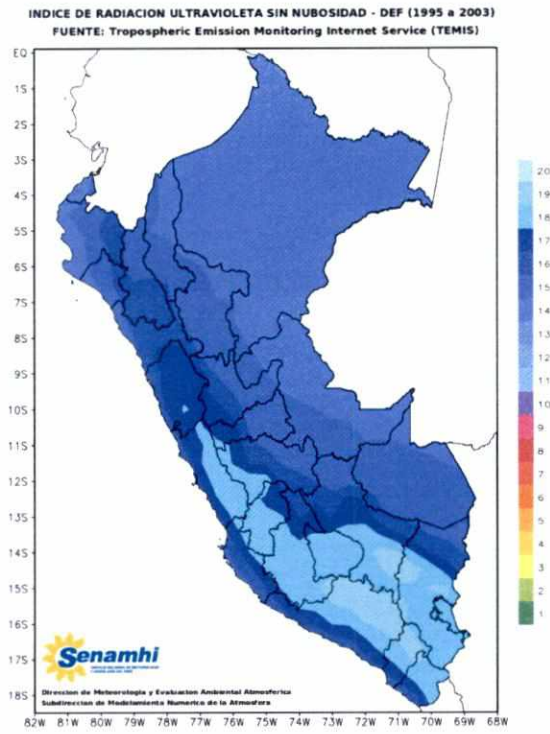 INDICE DE RADIACION ULTRAVIOLETA SIN NUBOSIDAD - DEF (1995 a 2003)
FUENTE: Tropospheric Emission Monitoring Internet Service (TEMIS)
EQ
1S
2S
3S
4S
5S
6S
7S
8S
9S
10S
11S
12S
13S
14S
15S
16S
17S
18S
20
19
18
17
16
15
14
13
12
11
10
9
8
7
6
5
4
3
2
1
Senamhi
Direccion de Meteorologia y Evaluacion Ambiental Atmosferica
Subdireccion de Modelamiento Numerico de la Atmosfera
82W 81W 80W 79W 78W 77W 76W 75W 74W 73W 72W 71W 70W 69W 68W